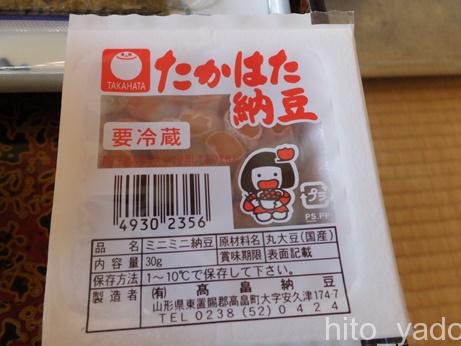 たかはた
TAKAHATA
納豆
要冷蔵
4930 2356
プラ
PS.PP
品名 ミニミニ納豆 原材料名 丸大豆(国産)
内容量 30g 賞味期限 表面記載
保存方法 1～10℃で保存して下さい。
製造者 (有)髙畠納豆
山形県東置賜郡高畠町大字安久津174-7
TEL 0238(52)0424
hito_yado